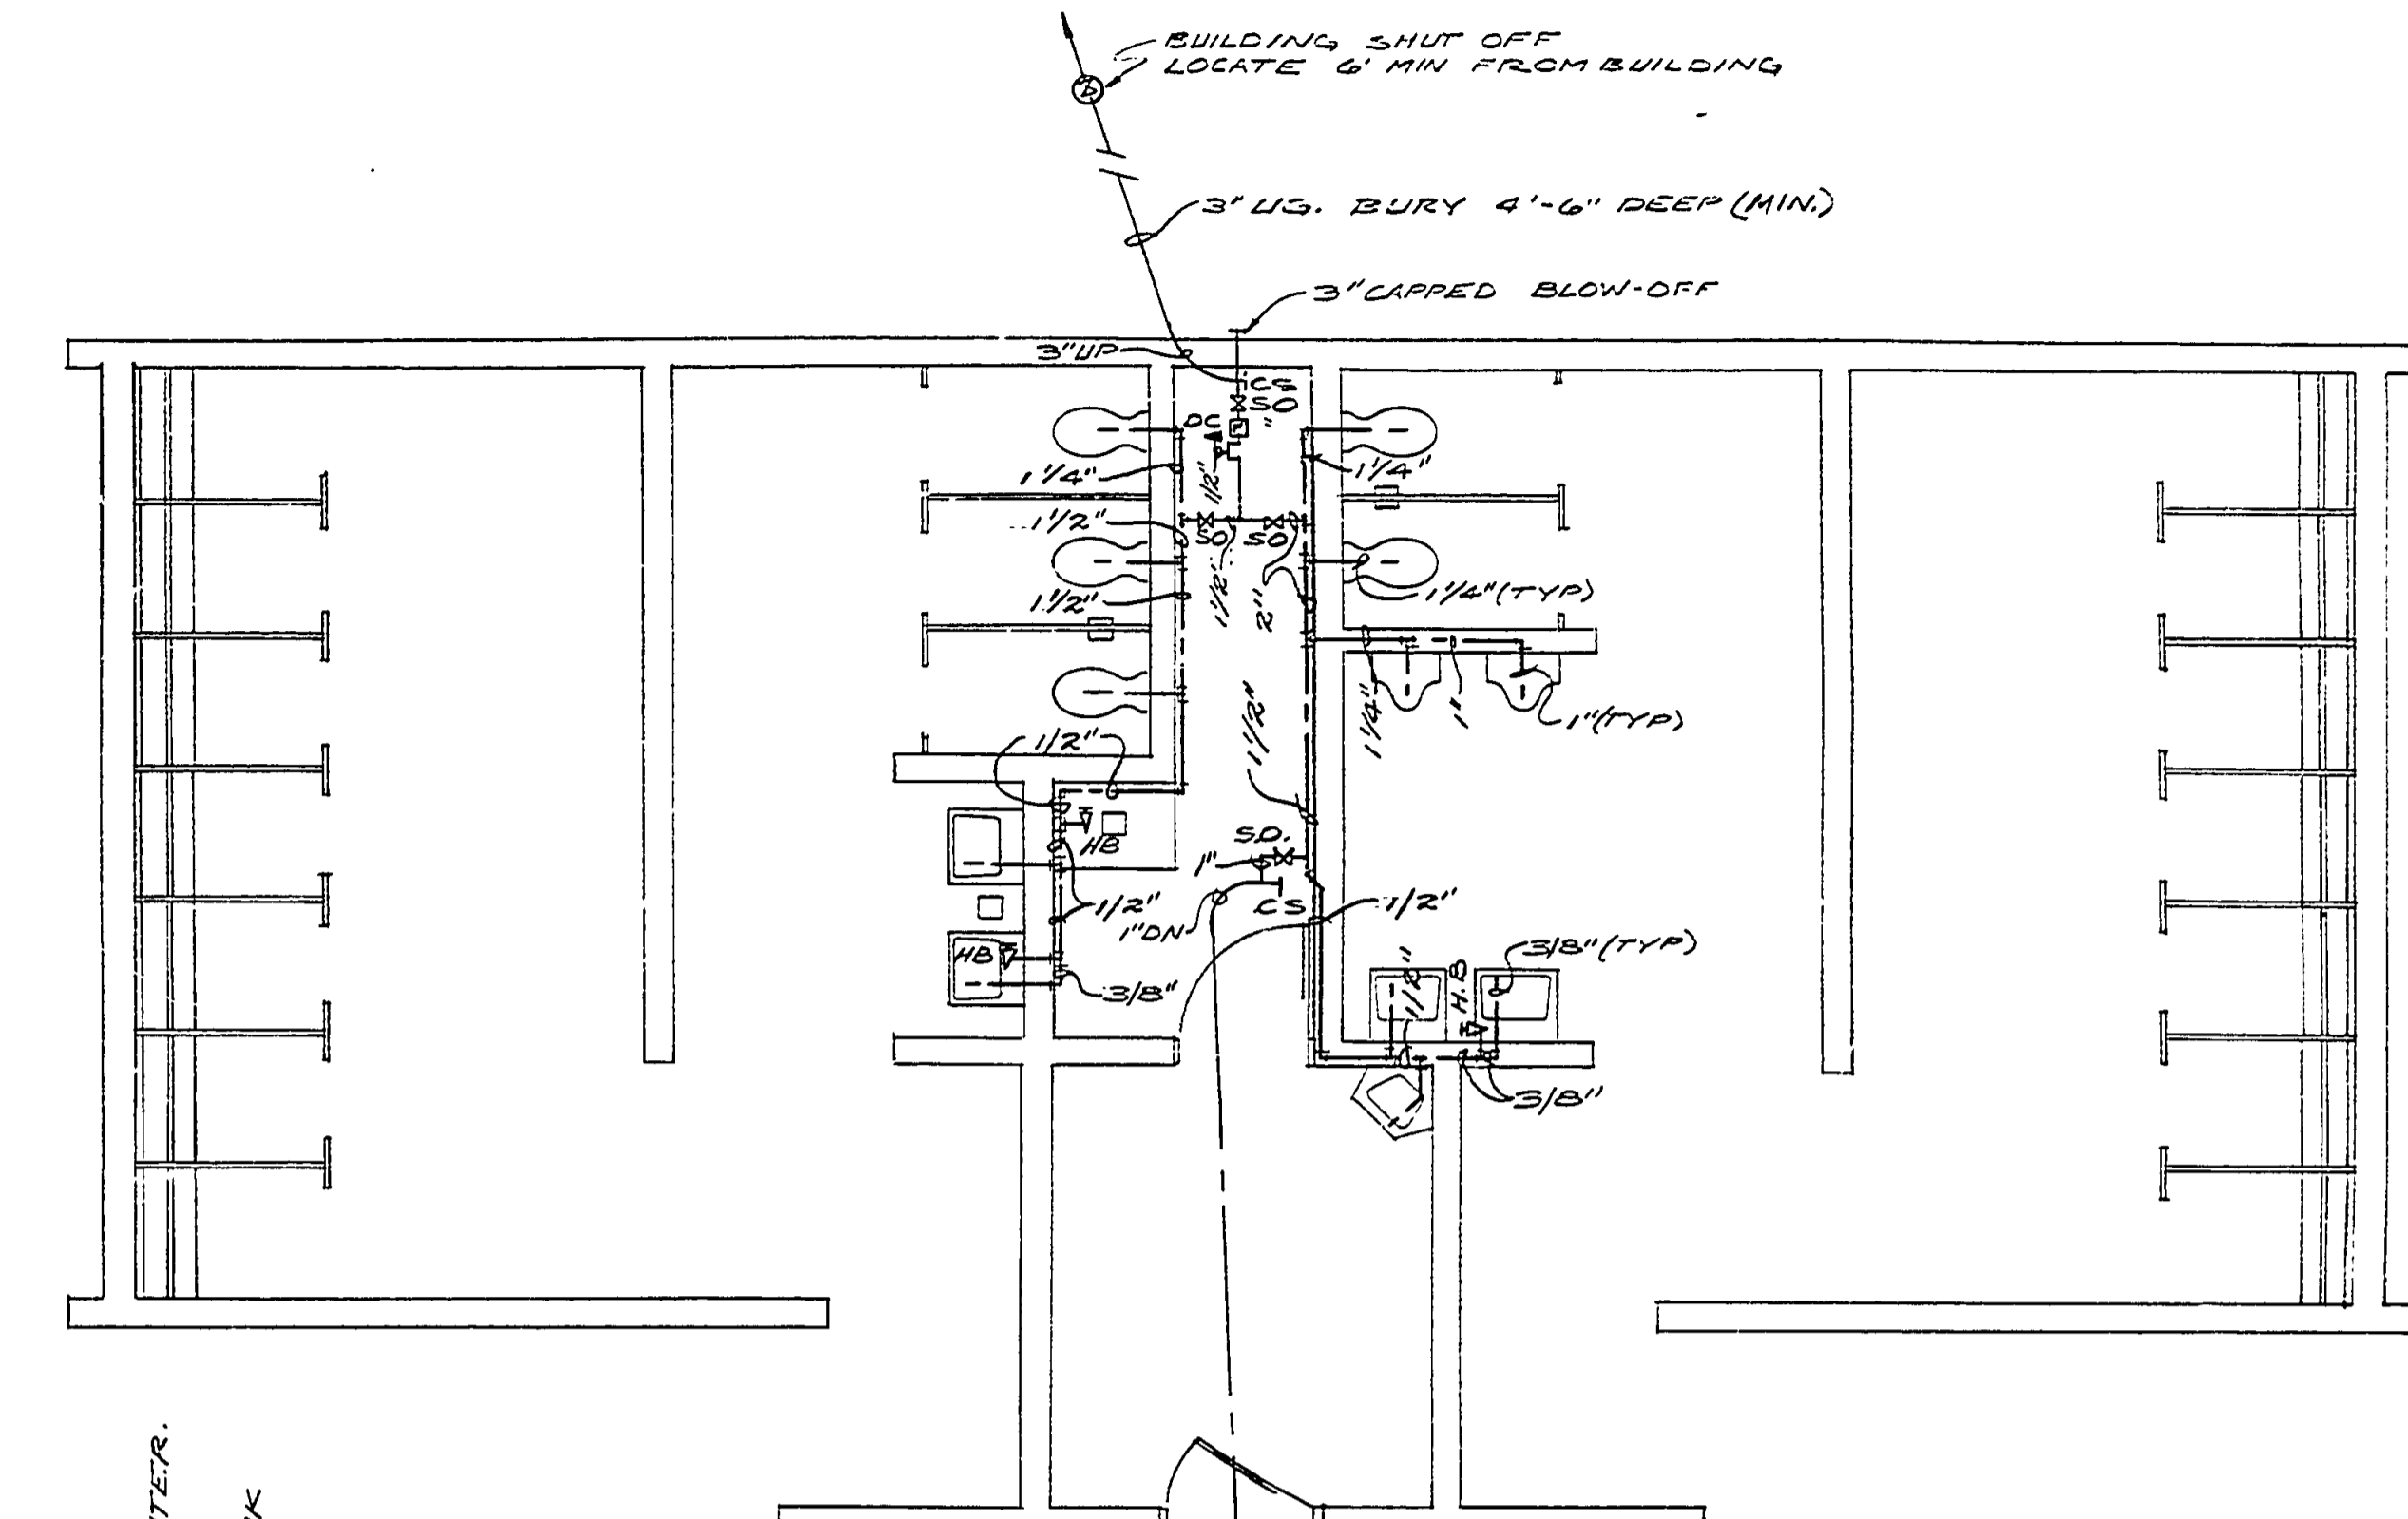 BUILDING SHUT OFF
LOCATE 6' MIN FROM BUILDING
3" UG. BURY 4'-6" DEEP (MIN.)
3" CAPPED BLOW-OFF
3" UP
CS
SO
DC
1 1/4"
1/2"
1 1/4"
1 1/2"
SO
SO
1 1/2"
1 1/2"
2"
1 1/4" (TYP)
1 1/4"
1"
1" (TYP)
1 1/2"
1/2"
HB
S.O.
1"
CS
1" DN
1/2"
1/2"
HB
3/8"
1/2"
H.B
3/8" (TYP)
3/8"
TER.
K